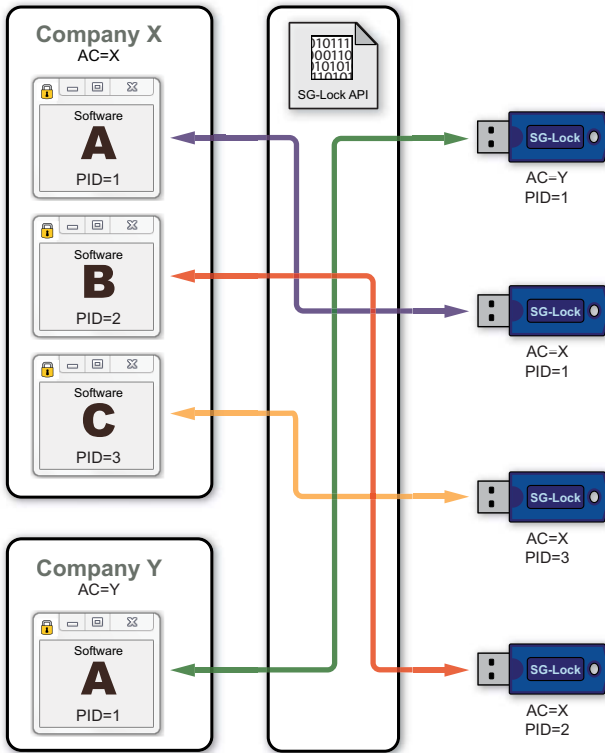 Company X
AC=X
Software
A
PID=1
Software
B
PID=2
Software
C
PID=3
Company Y
AC=Y
Software
A
PID=1
SG-Lock API
SG-Lock
AC=Y
PID=1
SG-Lock
AC=X
PID=1
SG-Lock
AC=X
PID=3
SG-Lock
AC=X
PID=2